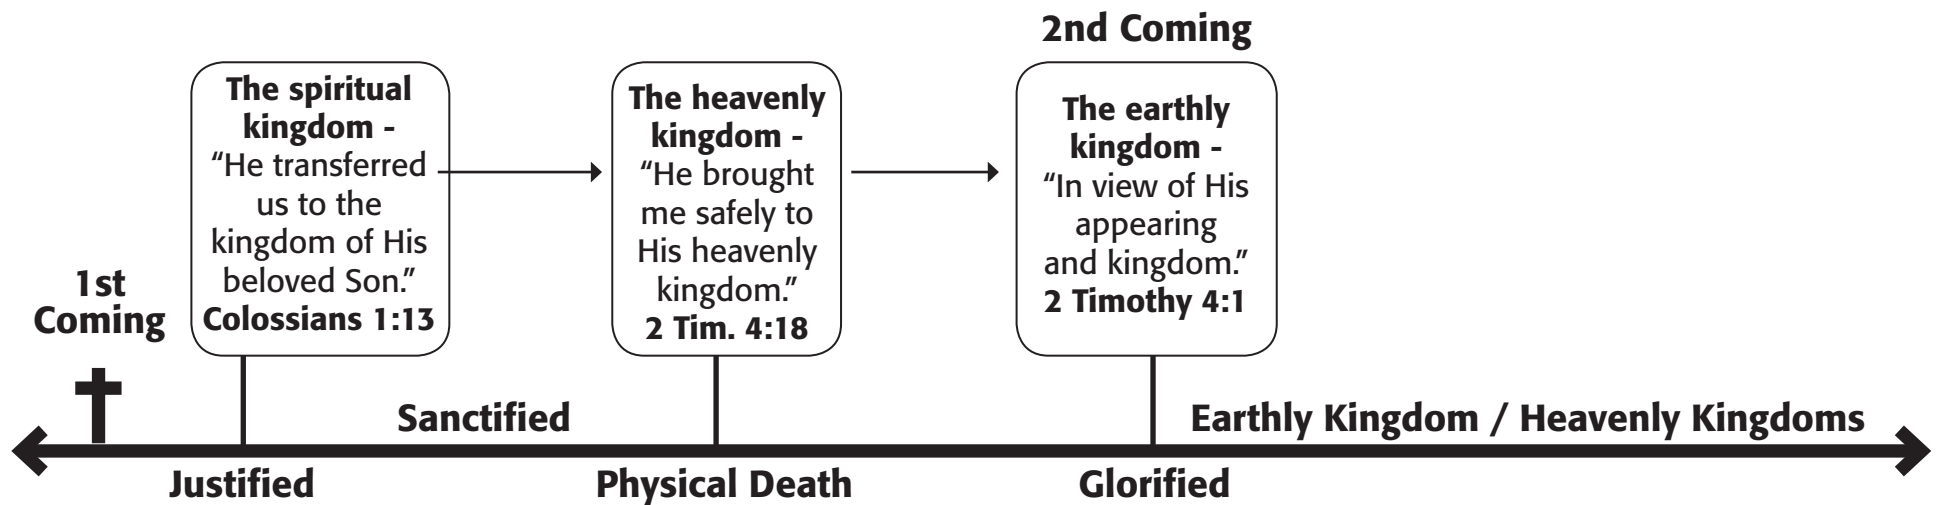 2nd Coming
The spiritual
kingdom -
“He transferred
us to the
kingdom of His
beloved Son.”
Colossians 1:13
The heavenly
kingdom -
“He brought
me safely to
His heavenly
kingdom.”
2 Tim. 4:18
The earthly
kingdom -
“In view of His
appearing
and kingdom.”
2 Timothy 4:1
1st
Coming
Sanctified
Earthly Kingdom / Heavenly Kingdoms
Justified
Physical Death
Glorified